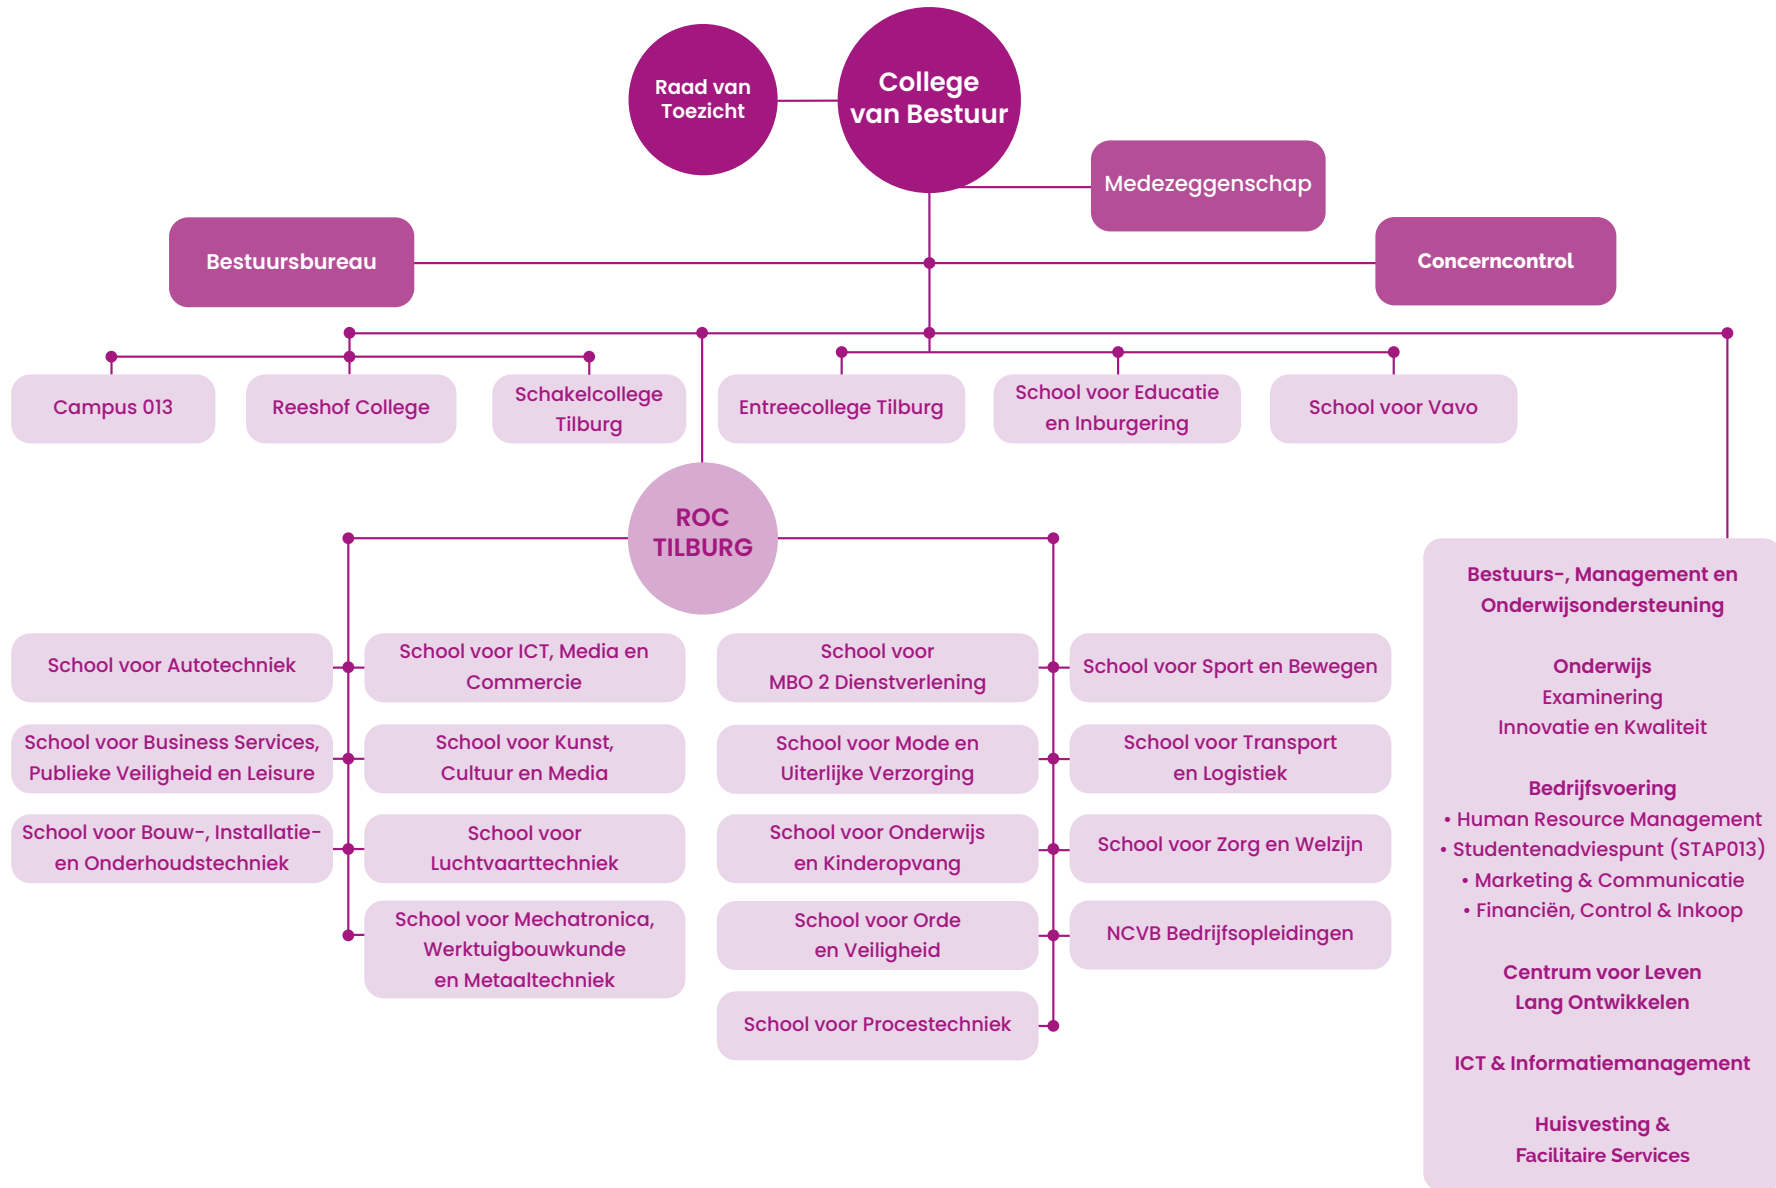 Raad van
Toezicht
College
van Bestuur
Medezeggenschap
Bestuursbureau
Concerncontrol
Campus 013
Reeshof College
Schakelcollege
Tilburg
Entreecollege Tilburg
School voor Educatie
en Inburgering
School voor Vavo
ROC
TILBURG
School voor Autotechniek
School voor Business Services,
Publieke Veiligheid en Leisure
School voor Bouw-, Installatie-
en Onderhoudstechniek
School voor ICT, Media en
Commercie
School voor Kunst,
Cultuur en Media
School voor
Luchtvaarttechniek
School voor Mechatronica,
Werktuigbouwkunde
en Metaaltechniek
School voor
MBO 2 Dienstverlening
School voor Mode en
Uiterlijke Verzorging
School voor Onderwijs
en Kinderopvang
School voor Orde
en Veiligheid
School voor Procestechniek
School voor Sport en Bewegen
School voor Transport
en Logistiek
School voor Zorg en Welzijn
NCVB Bedrijfsopleidingen
Bestuurs-, Management en
Onderwijsondersteuning
Onderwijs
Examinering
Innovatie en Kwaliteit
Bedrijfsvoering
• Human Resource Management
• Studentenadviespunt (STAP013)
• Marketing & Communicatie
• Financiën, Control & Inkoop
Centrum voor Leven
Lang Ontwikkelen
ICT & Informatiemanagement
Huisvesting &
Facilitaire Services